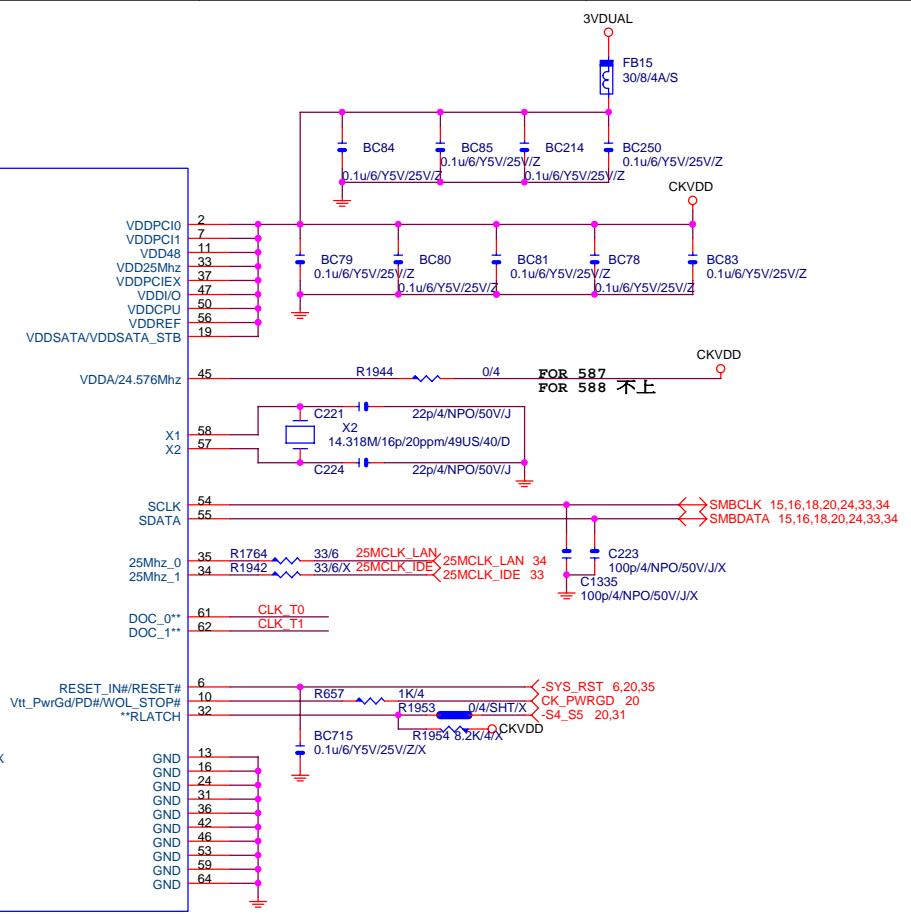 3VDUAL
FB15
30/8/4A/S
BC84
0.1u/6/Y5V/25V/Z
BC85
0.1u/6/Y5V/25V/Z
BC214
0.1u/6/Y5V/25V/Z
BC250
0.1u/6/Y5V/25V/Z
CKVDD
VDDPCI0 2
VDDPCI1 7
VDD48 11
VDD25Mhz 33
VDDPCIEX 37
VDDI/O 47
VDDCPU 50
VDDREF 56
VDDSATA/VDDSATA_STB 19
BC79
0.1u/6/Y5V/25V/Z
BC80
0.1u/6/Y5V/25V/Z
BC81
0.1u/6/Y5V/25V/Z
BC78
0.1u/6/Y5V/25V/Z
BC83
0.1u/6/Y5V/25V/Z
CKVDD
VDDA/24.576Mhz 45
R1944 0/4
FOR 587
FOR 588 不上
C221
22p/4/NPO/50V/J
X1 58
X2 57
X2
14.318M/16p/20ppm/49US/40/D
C224
22p/4/NPO/50V/J
SCLK 54
SDATA 55
SMBCLK 15,16,18,20,24,33,34
SMBDATA 15,16,18,20,24,33,34
25Mhz_0 35
25Mhz_1 34
R1764 33/6 25MCLK_LAN
25MCLK_LAN 34
R1942 33/6/X 25MCLK_IDE
25MCLK_IDE 33
C223
100p/4/NPO/50V/J/X
C1335
100p/4/NPO/50V/J/X
DOC_0** 61 CLK_T0
DOC_1** 62 CLK_T1
RESET_IN#/RESET# 6
-SYS_RST 6,20,35
Vtt_PwrGd/PD#/WOL_STOP# 10
R657 1K/4
CK_PWRGD 20
**RLATCH 32
R1953 0/4/SHT/X
-S4_S5 20,31
R1954 8.2K/4/X
CKVDD
BC715
0.1u/6/Y5V/25V/Z/X
X
GND 13
GND 16
GND 24
GND 31
GND 36
GND 42
GND 46
GND 53
GND 59
GND 64